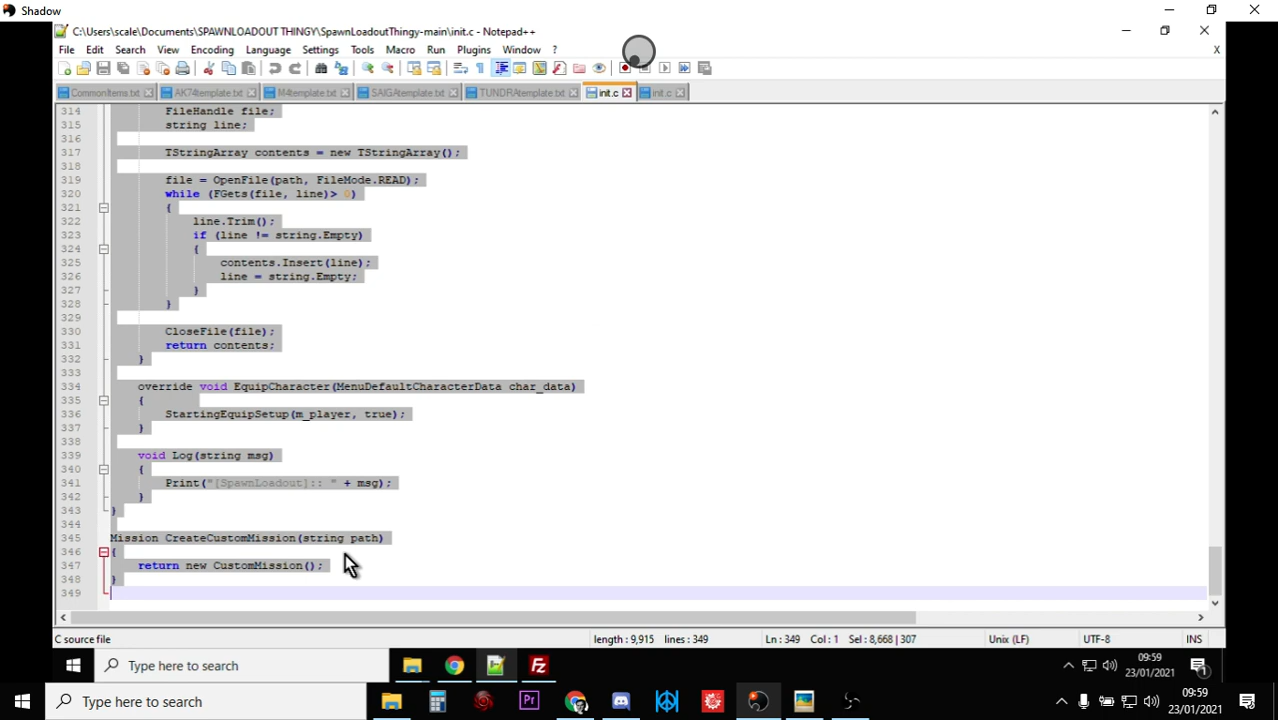 Shadow
C:\Users\scale\Documents\SPAWNLOADOUT THINGY\SpawnLoadoutThingy-main\init.c - Notepad++
File Edit Search View Encoding Language Settings Tools Macro Run Plugins Window ? X
CommonItems.txt AK74template.txt M4template.txt SAIGAtemplate.txt TUNDRAtemplate.txt init.c init.c
314 FileHandle file;
315 string line;
316
317 TStringArray contents = new TStringArray();
318
319 file = OpenFile(path, FileMode.READ);
320 while (FGets(file, line)> 0)
321 {
322 line.Trim();
323 if (line != string.Empty)
324 {
325 contents.Insert(line);
326 line = string.Empty;
327 }
328 }
329
330 CloseFile(file);
331 return contents;
332 }
333
334 override void EquipCharacter(MenuDefaultCharacterData char_data)
335 {
336 StartingEquipSetup(m_player, true);
337 }
338
339 void Log(string msg)
340 {
341 Print("[SpawnLoadout]:: " + msg);
342 }
343 }
344
345 Mission CreateCustomMission(string path)
346 {
347 return new CustomMission();
348 }
349
C source file length : 9,915 lines : 349 Ln : 349 Col : 1 Sel : 8,668 | 307 Unix (LF) UTF-8 INS
Type here to search 09:59
23/01/2021
Type here to search 09:59
23/01/2021